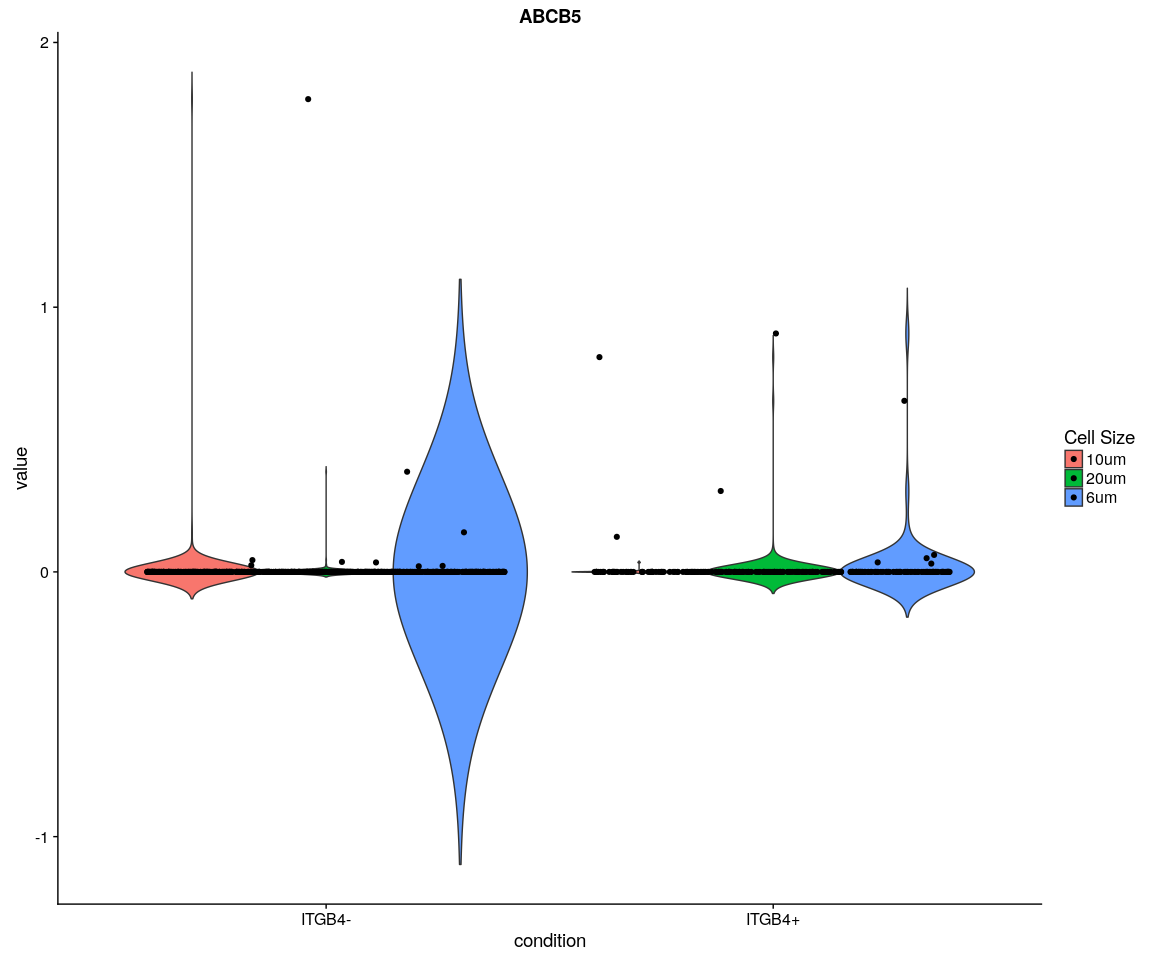 ABCB5
2
1
0
-1
value
ITGB4-
ITGB4+
condition
Cell Size
10um
20um
6um